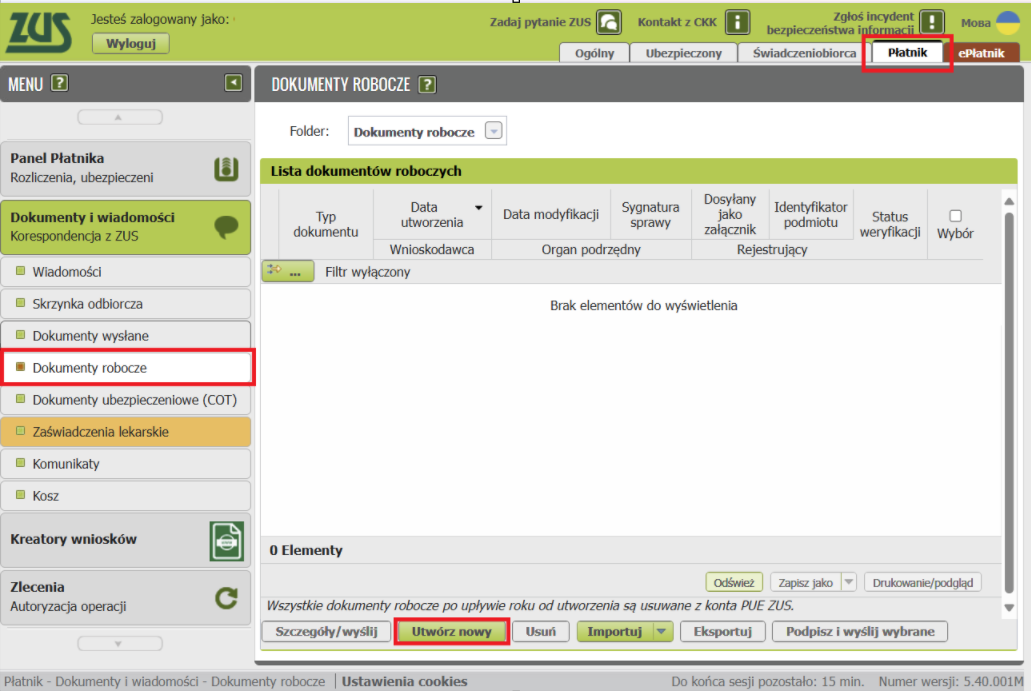 ZUS
Jesteś zalogowany jako:
Wyloguj
Zadaj pytanie ZUS
Kontakt z CKK
Zgłoś incydent
bezpieczeństwa informacji
Мова
Ogólny
Ubezpieczony
Świadczeniobiorca
Płatnik
ePłatnik
MENU ?
DOKUMENTY ROBOCZE ?
Folder:
Dokumenty robocze
Panel Płatnika
Rozliczenia, ubezpieczeni
Dokumenty i wiadomości
Korespondencja z ZUS
Wiadomości
Skrzynka odbiorcza
Dokumenty wysłane
Dokumenty robocze
Dokumenty ubezpieczeniowe (COT)
Zaświadczenia lekarskie
Komunikaty
Kosz
Kreatory wniosków
Zlecenia
Autoryzacja operacji
Lista dokumentów roboczych
Typ
dokumentu
Data
utworzenia
Data modyfikacji
Sygnatura
sprawy
Dosyłany
jako
załącznik
Identyfikator
podmiotu
Status
weryfikacji
Wybór
Wnioskodawca
Organ podrzędny
Rejestrujący
...
Filtr wyłączony
Brak elementów do wyświetlenia
0 Elementy
Odśwież
Zapisz jako
Drukowanie/podgląd
Wszystkie dokumenty robocze po upływie roku od utworzenia są usuwane z konta PUE ZUS.
Szczegóły/wyślij
Utwórz nowy
Usuń
Importuj
Eksportuj
Podpisz i wyślij wybrane
Płatnik - Dokumenty i wiadomości - Dokumenty robocze
Ustawienia cookies
Do końca sesji pozostało: 15 min.
Numer wersji: 5.40.001M